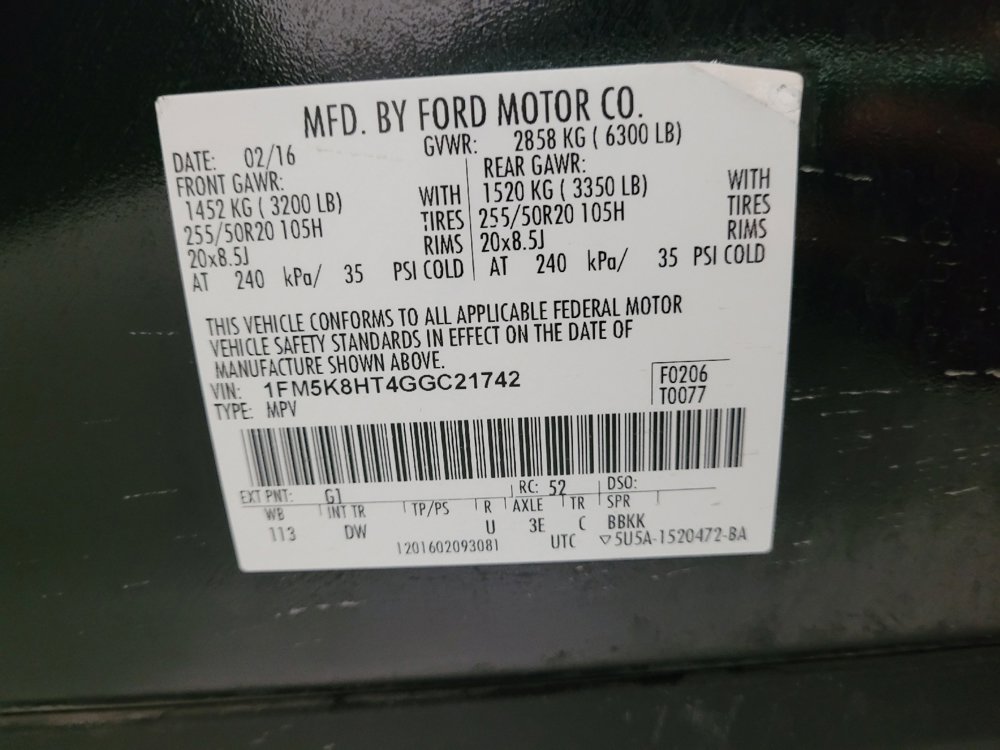 MFD. BY FORD MOTOR CO.
DATE: 02/16 GVWR: 2858 KG ( 6300 LB)
FRONT GAWR: REAR GAWR:
1452 KG ( 3200 LB) WITH 1520 KG ( 3350 LB) WITH
255/50R20 105H TIRES 255/50R20 105H TIRES
20x8.5J RIMS 20x8.5J RIMS
AT 240 kPa/ 35 PSI COLD AT 240 kPa/ 35 PSI COLD
THIS VEHICLE CONFORMS TO ALL APPLICABLE FEDERAL MOTOR
VEHICLE SAFETY STANDARDS IN EFFECT ON THE DATE OF
MANUFACTURE SHOWN ABOVE.
VIN: 1FM5K8HT4GGC21742 F0206
TYPE: MPV T0077
EXT PNT: G1 RC: 52 DSO:
WB INT TR TP/PS R AXLE TR SPR
113 DW U 3E C BBKK
1201602093081 UTC ▽5U5A-1520472-BA